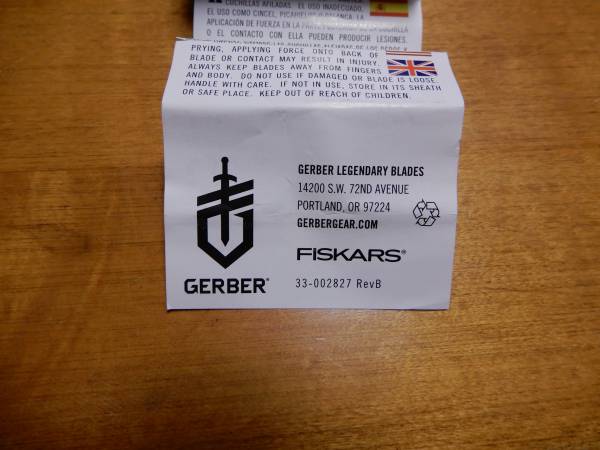 CUCHILLAS AFILADAS. EL USO INADECUADO,
EL USO COMO CINCEL, PICAHIELO O PALANCA, LA
APLICACIÓN DE FUERZA EN LA PARTE
O EL CONTACTO CON ELLA PUEDEN PRODUCIR LESIONES.
PRYING, APPLYING FORCE ONTO BACK OF
BLADE OR CONTACT MAY RESULT IN INJURY.
ALWAYS KEEP BLADES AWAY FROM FINGERS
AND BODY. DO NOT USE IF DAMAGED OR BLADE IS LOOSE.
HANDLE WITH CARE. IF NOT IN USE, STORE IN ITS SHEATH
OR SAFE PLACE. KEEP OUT OF REACH OF CHILDREN.
GERBER LEGENDARY BLADES
14200 S.W. 72ND AVENUE
PORTLAND, OR 97224
GERBERGEAR.COM
FISKARS®
GERBER®
33-002827 RevB